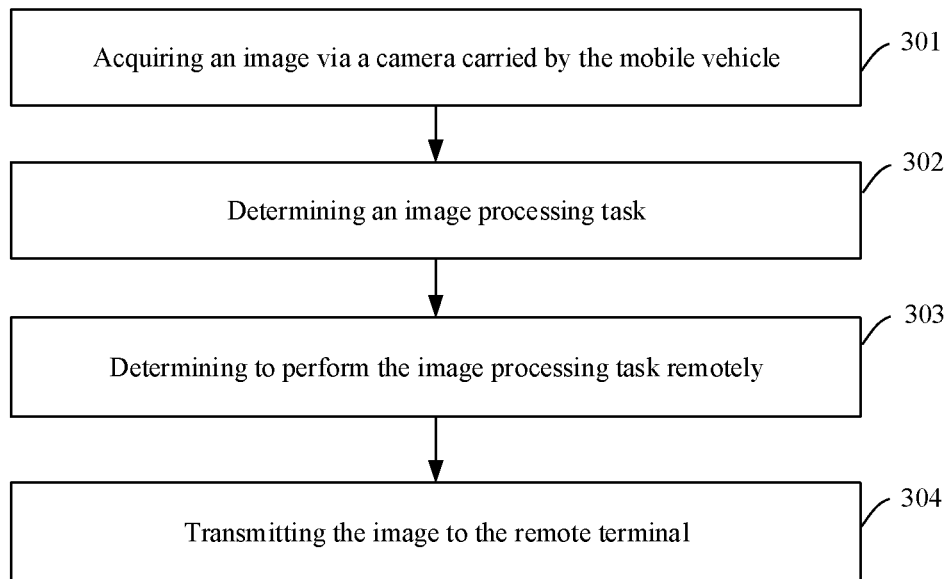 Acquiring an image via a camera carried by the mobile vehicle
301
Determining an image processing task
302
Determining to perform the image processing task remotely
303
Transmitting the image to the remote terminal
304